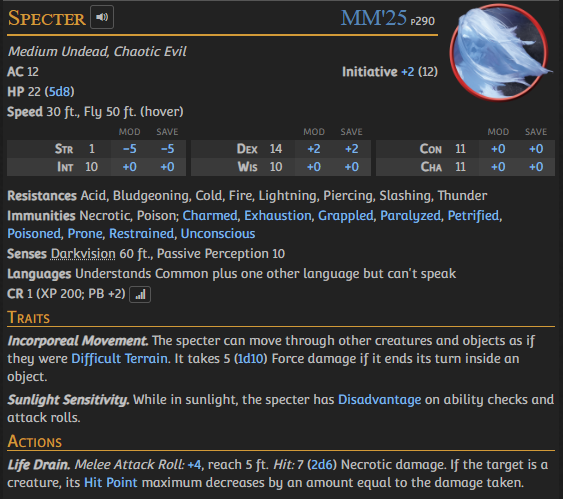 Specter MM'25 p290
Medium Undead, Chaotic Evil
AC 12 Initiative +2 (12)
HP 22 (5d8)
Speed 30 ft., Fly 50 ft. (hover)
MOD SAVE MOD SAVE MOD SAVE
Str 1 −5 −5 Dex 14 +2 +2 Con 11 +0 +0
Int 10 +0 +0 Wis 10 +0 +0 Cha 11 +0 +0
Resistances Acid, Bludgeoning, Cold, Fire, Lightning, Piercing, Slashing, Thunder
Immunities Necrotic, Poison; Charmed, Exhaustion, Grappled, Paralyzed, Petrified,
Poisoned, Prone, Restrained, Unconscious
Senses Darkvision 60 ft., Passive Perception 10
Languages Understands Common plus one other language but can't speak
CR 1 (XP 200; PB +2)
Traits
Incorporeal Movement. The specter can move through other creatures and objects as if
they were Difficult Terrain. It takes 5 (1d10) Force damage if it ends its turn inside an
object.
Sunlight Sensitivity. While in sunlight, the specter has Disadvantage on ability checks and
attack rolls.
Actions
Life Drain. Melee Attack Roll: +4, reach 5 ft. Hit: 7 (2d6) Necrotic damage. If the target is a
creature, its Hit Point maximum decreases by an amount equal to the damage taken.